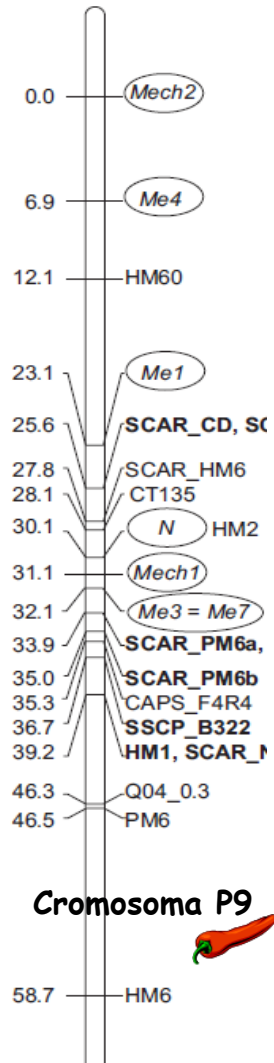 0.0 Mech2
6.9 Me4
12.1 HM60
23.1 Me1
25.6 SCAR_CD, SC
27.8 SCAR_HM6
28.1 CT135
30.1 N HM2
31.1 Mech1
32.1 Me3 = Me7
33.9 SCAR_PM6a,
35.0 SCAR_PM6b
35.3 CAPS_F4R4
36.7 SSCP_B322
39.2 HM1, SCAR_N
46.3 Q04_0.3
46.5 PM6
Cromosoma P9
58.7 HM6